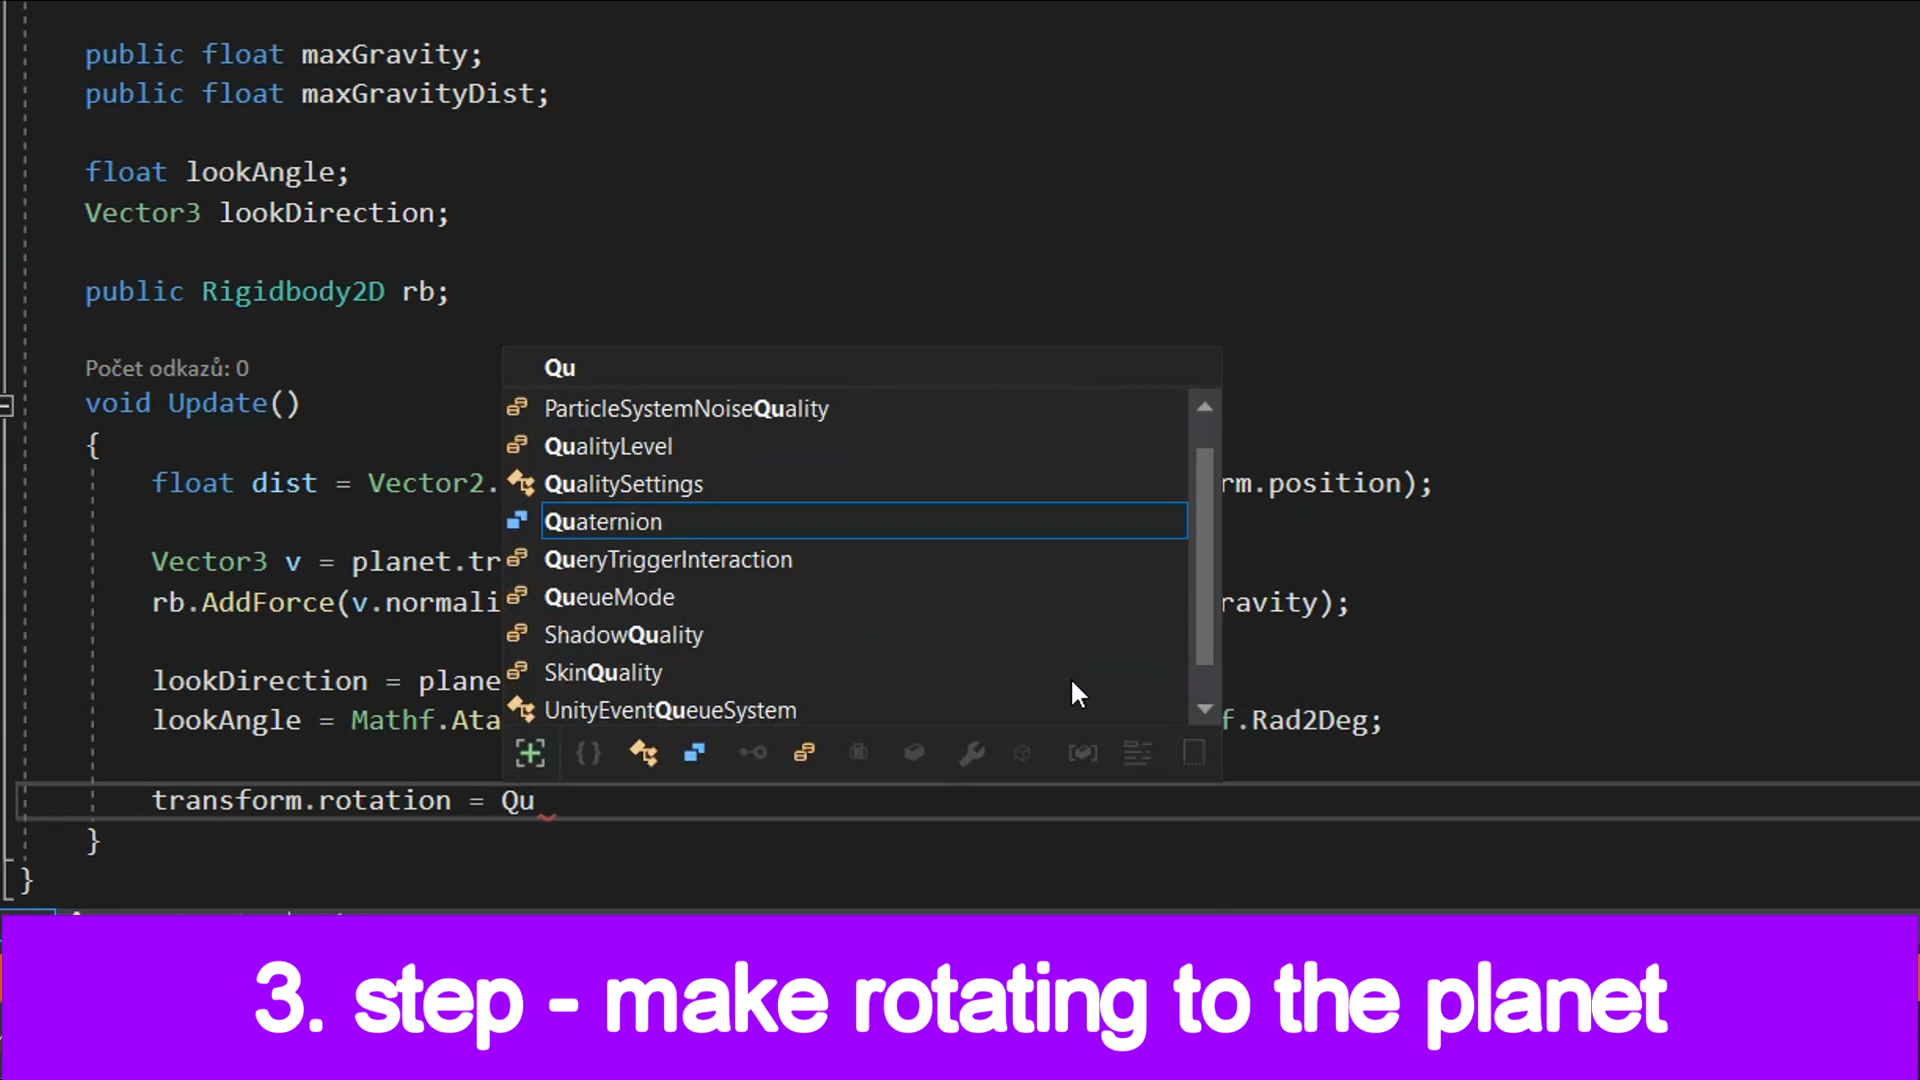 public float maxGravity;
public float maxGravityDist;
float lookAngle;
Vector3 lookDirection;
public Rigidbody2D rb;
Počet odkazů: 0
void Update()
{
float dist = Vector2. rm.position);
Vector3 v = planet.tr
rb.AddForce(v.normali ravity);
lookDirection = plane
lookAngle = Mathf.Ata f.Rad2Deg;
Qu
ParticleSystemNoiseQuality
QualityLevel
QualitySettings
Quaternion
QueryTriggerInteraction
QueueMode
ShadowQuality
SkinQuality
UnityEventQueueSystem
transform.rotation = Qu
}
}
3. step - make rotating to the planet